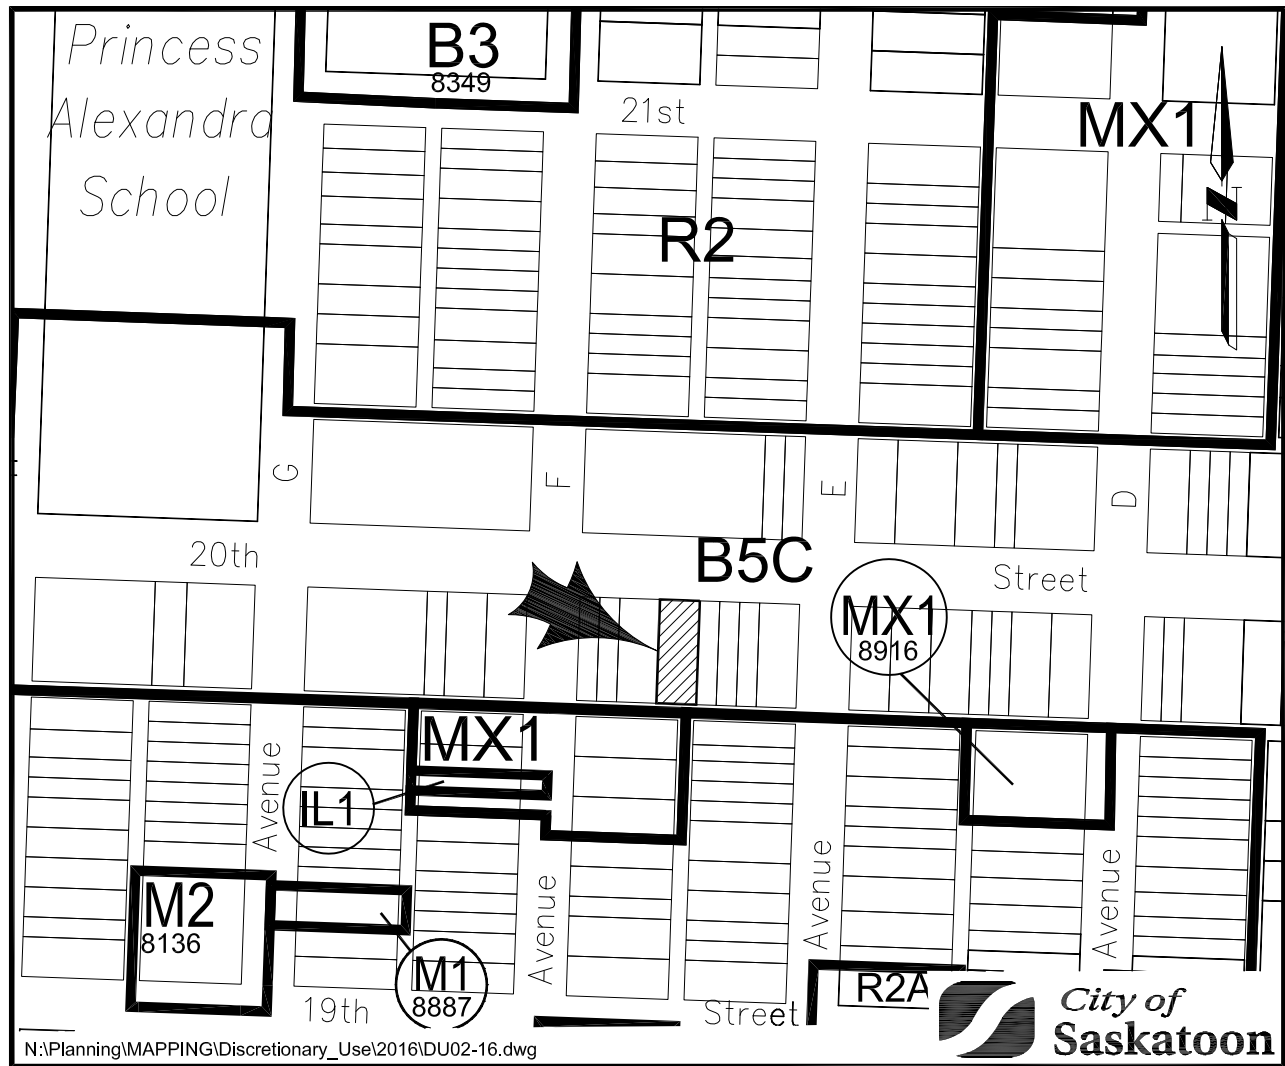 Princess
Alexandra
School
B3
8349
21st
MX1
N
R2
G
F
E
D
20th
Street
B5C
MX1
8916
MX1
IL1
Avenue
Avenue
Avenue
Avenue
M2
8136
M1
8887
19th
Street
R2A
City of
Saskatoon
N:\Planning\MAPPING\Discretionary_Use\2016\DU02-16.dwg